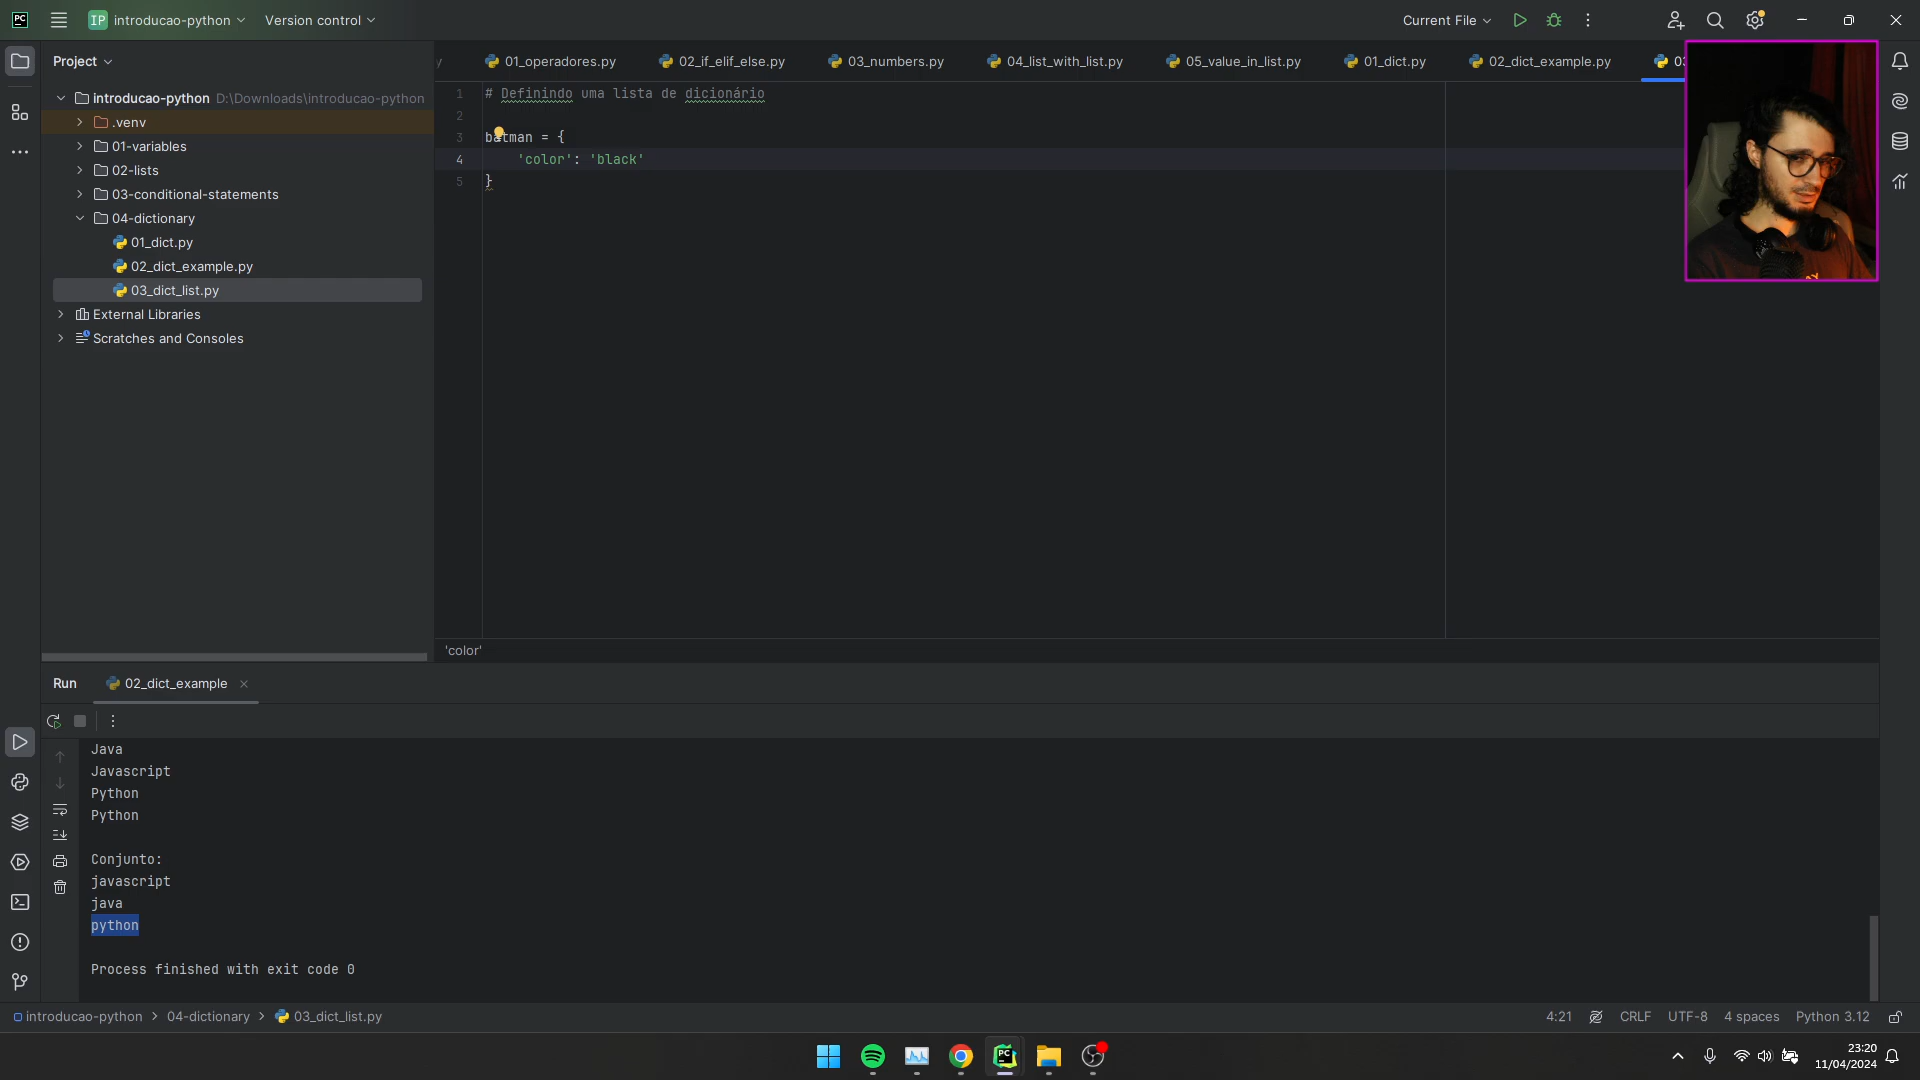 PC
IP introducao-python
Version control
Current File
Project
01_operadores.py
02_if_elif_else.py
03_numbers.py
04_list_with_list.py
05_value_in_list.py
01_dict.py
02_dict_example.py
introducao-python D:\Downloads\introducao-python
.venv
01-variables
02-lists
03-conditional-statements
04-dictionary
01_dict.py
02_dict_example.py
03_dict_list.py
External Libraries
Scratches and Consoles
1 # Definindo uma lista de dicionário
2
3 batman = {
4 'color': 'black'
5 }
'color'
Run
02_dict_example
Java
Javascript
Python
Python
Conjunto:
javascript
java
python
Process finished with exit code 0
introducao-python > 04-dictionary > 03_dict_list.py
4:21
CRLF
UTF-8
4 spaces
Python 3.12
PC
23:20
11/04/2024